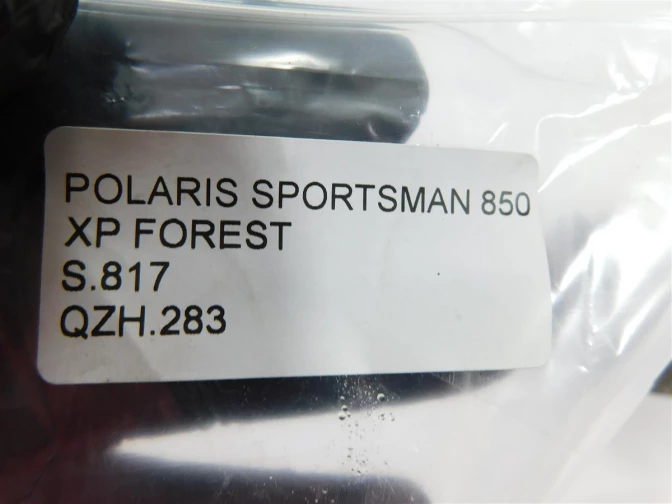 POLARIS SPORTSMAN 850
XP FOREST
S.817
QZH.283